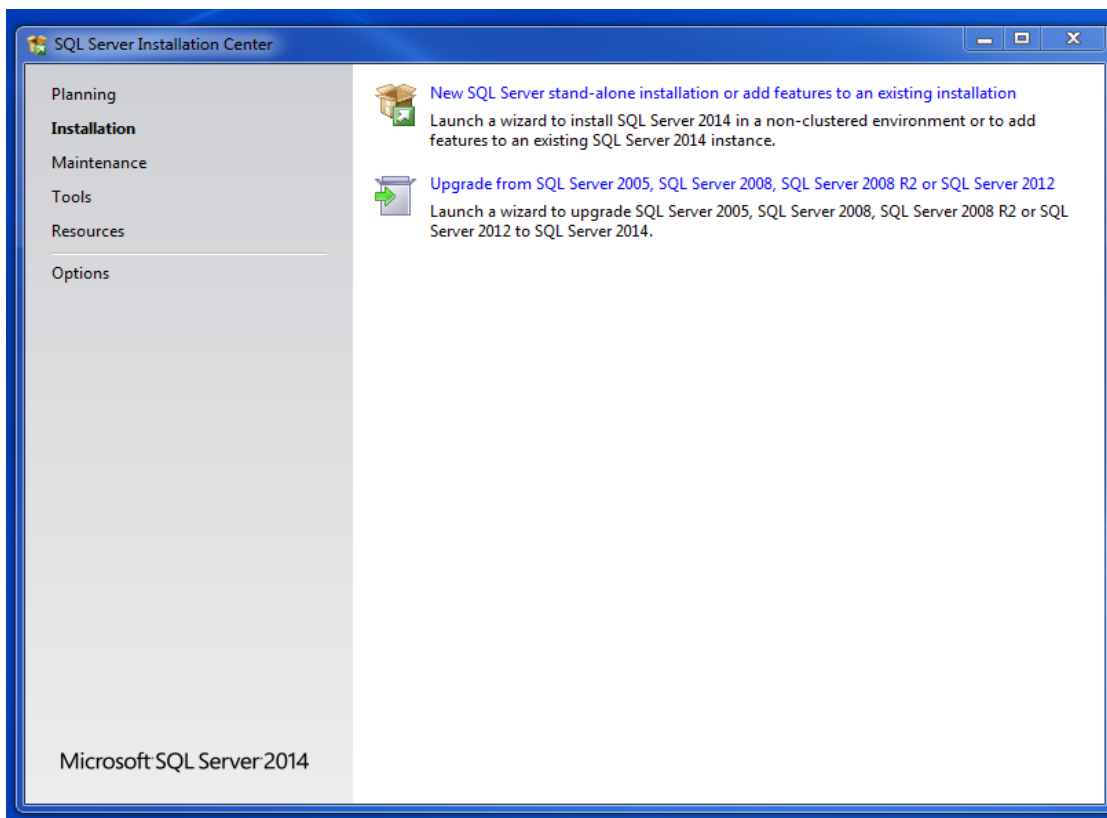 SQL Server Installation Center
Planning
Installation
Maintenance
Tools
Resources
Options
New SQL Server stand-alone installation or add features to an existing installation
Launch a wizard to install SQL Server 2014 in a non-clustered environment or to add
features to an existing SQL Server 2014 instance.
Upgrade from SQL Server 2005, SQL Server 2008, SQL Server 2008 R2 or SQL Server 2012
Launch a wizard to upgrade SQL Server 2005, SQL Server 2008, SQL Server 2008 R2 or SQL
Server 2012 to SQL Server 2014.
Microsoft SQL Server 2014